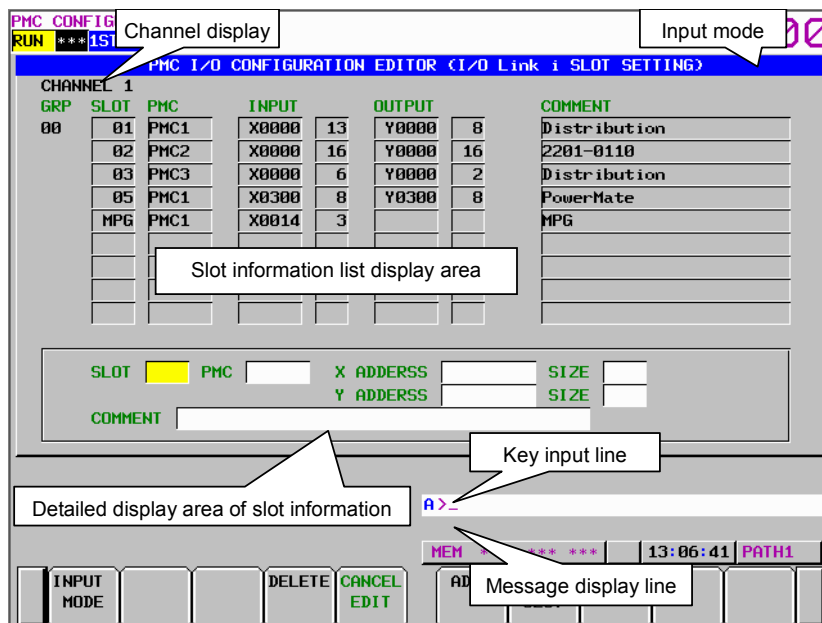 PMC CONFIG
RUN *** 1ST
Channel display
Input mode
PMC I/O CONFIGURATION EDITOR (I/O Link i SLOT SETTING)
CHANNEL 1
GRP SLOT PMC INPUT OUTPUT COMMENT
00 01 PMC1 X0000 13 Y0000 8 Distribution
02 PMC2 X0000 16 Y0000 16 2201-0110
03 PMC3 X0000 6 Y0000 2 Distribution
05 PMC1 X0300 8 Y0300 8 PowerMate
MPG PMC1 X0014 3 MPG
Slot information list display area
SLOT PMC X ADDERSS SIZE
Y ADDERSS SIZE
COMMENT
Key input line
Detailed display area of slot information
A>_
MEM * *** *** 13:06:41 PATH1
Message display line
INPUT MODE
DELETE
CANCEL EDIT
AD